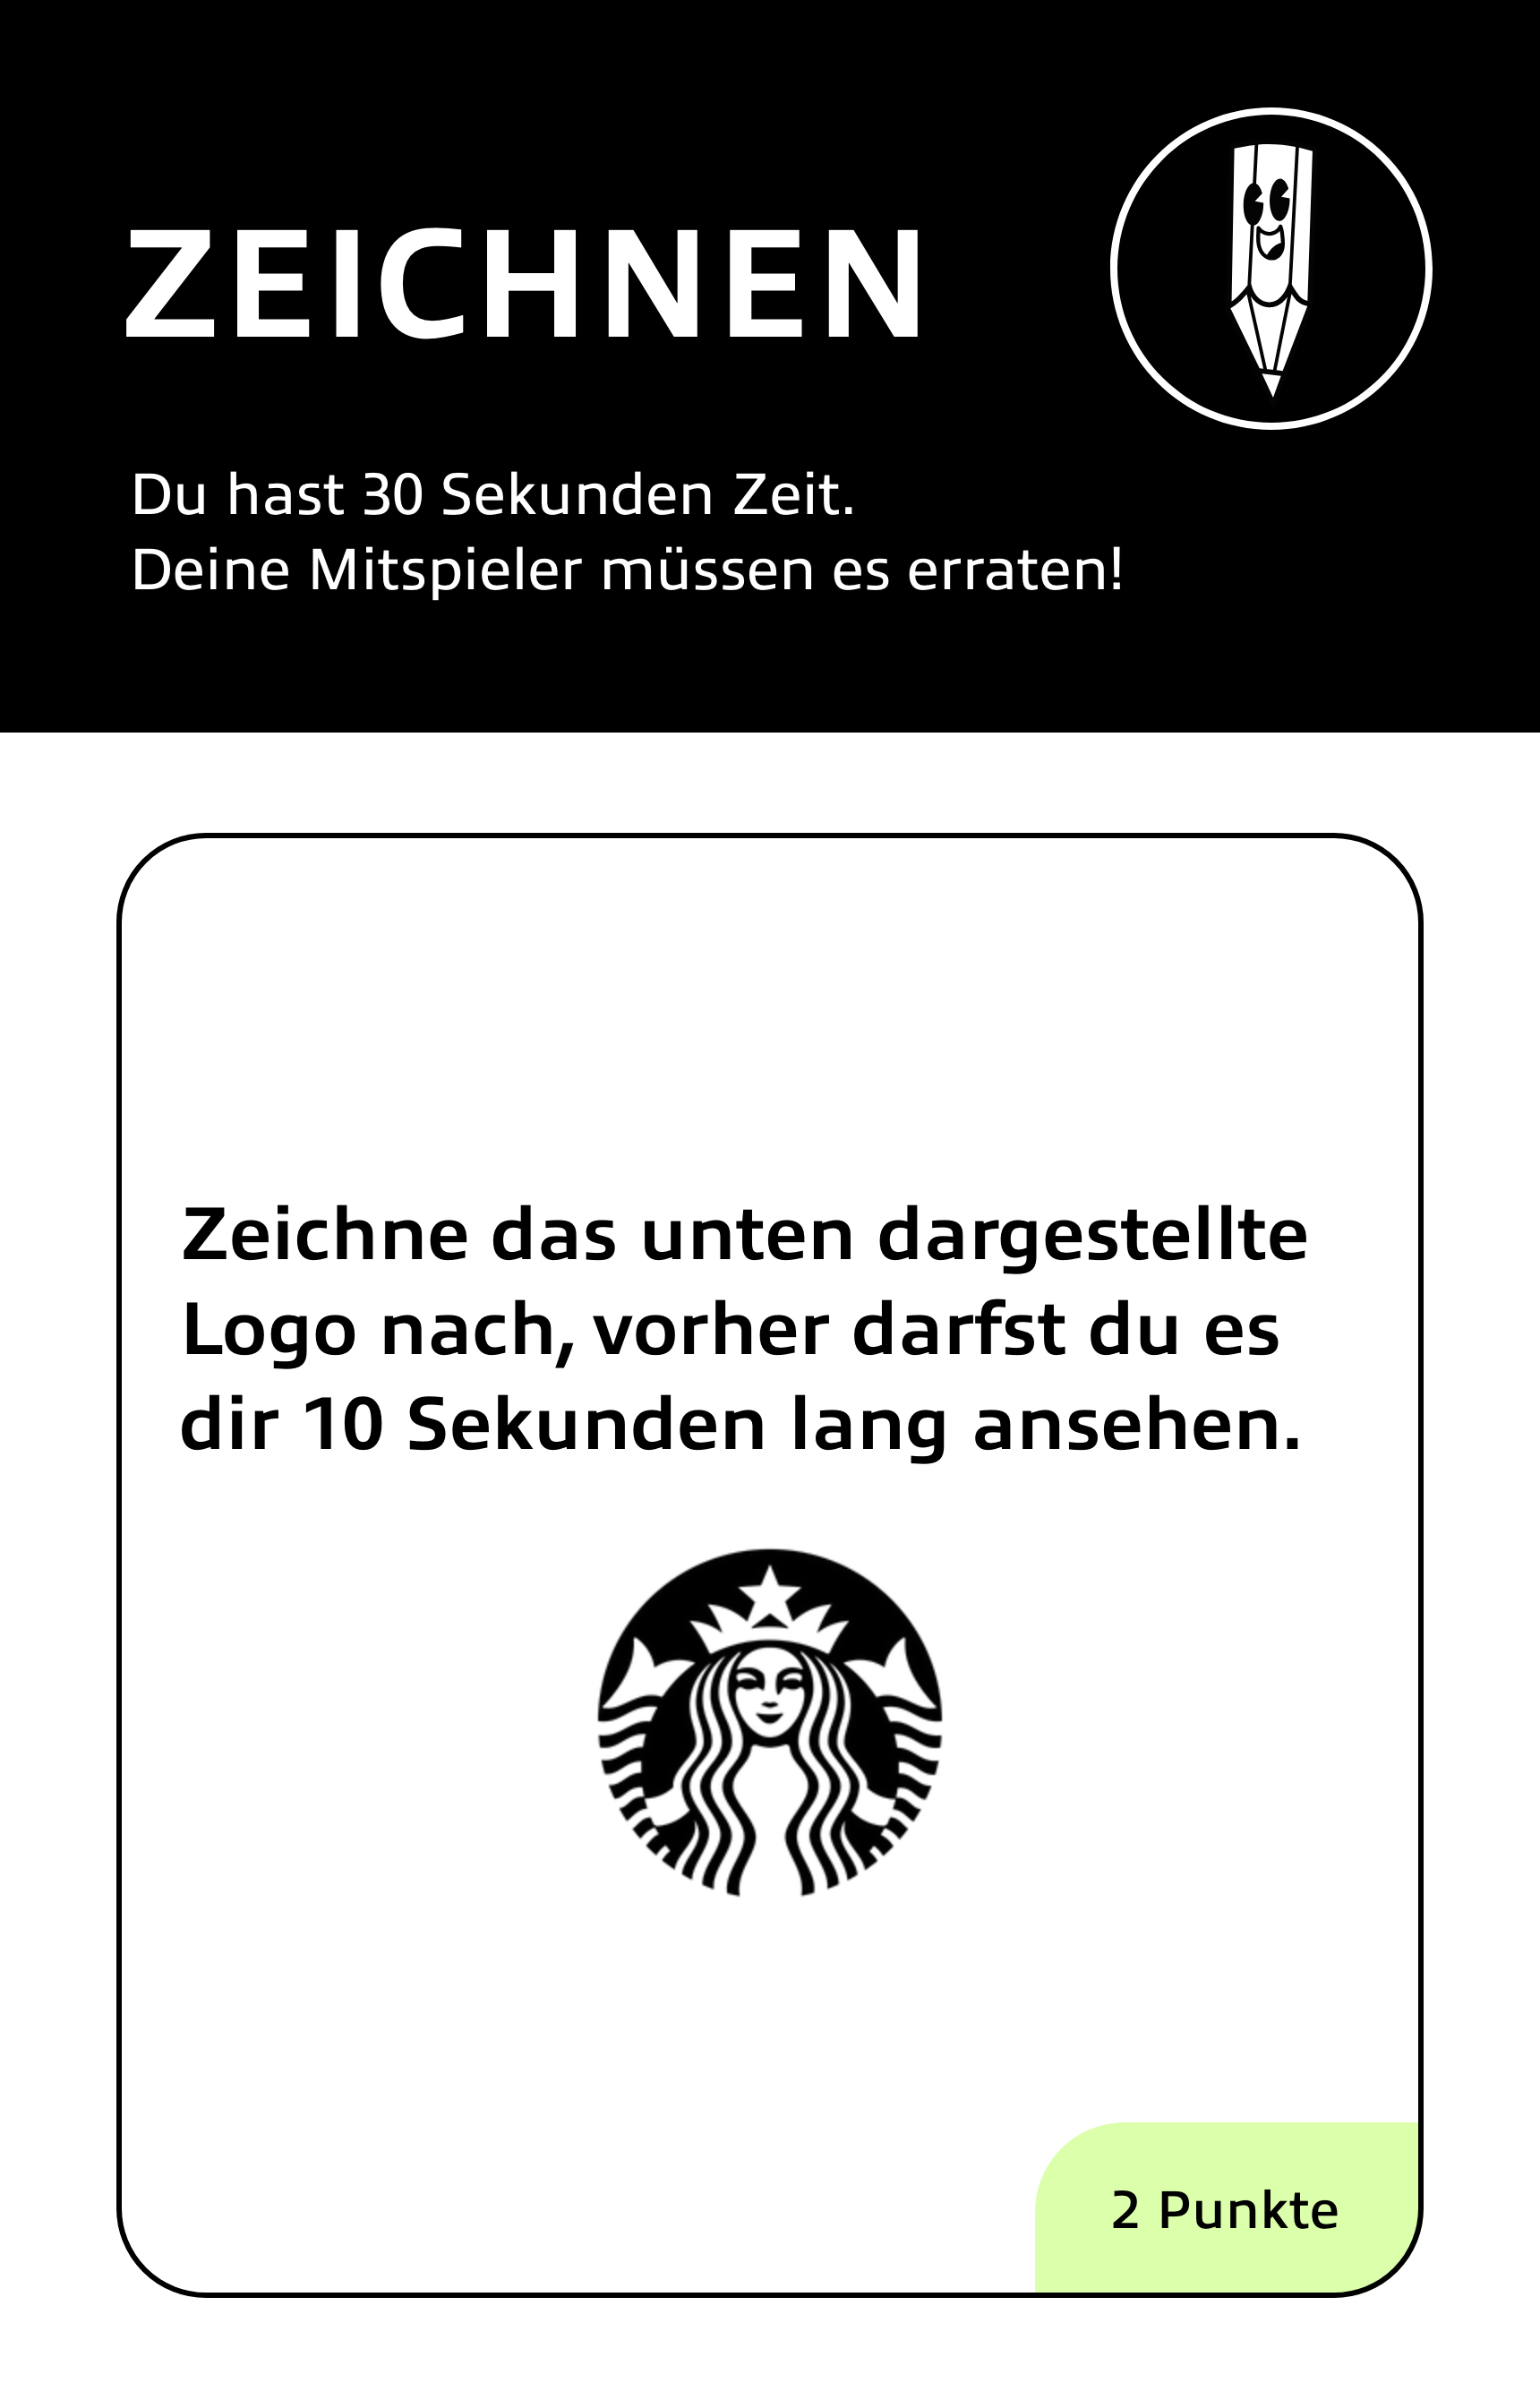 ZEICHNEN
Du hast 30 Sekunden Zeit.
Deine Mitspieler müssen es erraten!
Zeichne das unten dargestellte
Logo nach, vorher darfst du es
dir 10 Sekunden lang ansehen.
2 Punkte